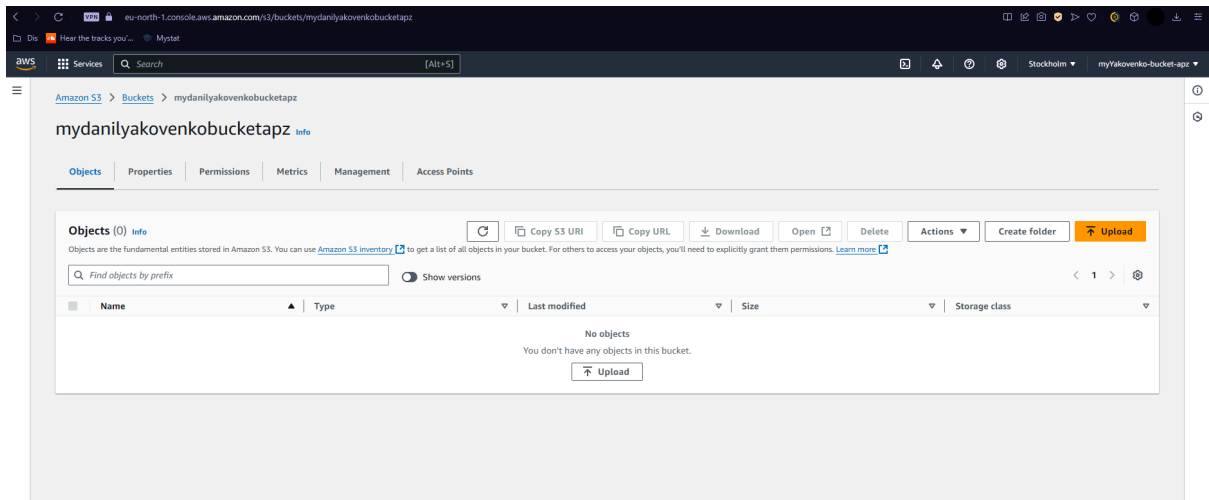 VPN eu-north-1.console.aws.amazon.com/s3/buckets/mydanilyakovenkobucketapz
Dis Hear the tracks you'... Mystat
aws Services Search [Alt+S] Stockholm ▼ myYakovenko-bucket-apz ▼
Amazon S3 > Buckets > mydanilyakovenkobucketapz
mydanilyakovenkobucketapz Info
Objects Properties Permissions Metrics Management Access Points
Objects (0) Info Copy S3 URI Copy URL Download Open Delete Actions ▼ Create folder Upload
Objects are the fundamental entities stored in Amazon S3. You can use Amazon S3 inventory to get a list of all objects in your bucket. For others to access your objects, you'll need to explicitly grant them permissions. Learn more
Find objects by prefix Show versions < 1 >
Name Type Last modified Size Storage class
No objects
You don't have any objects in this bucket.
Upload